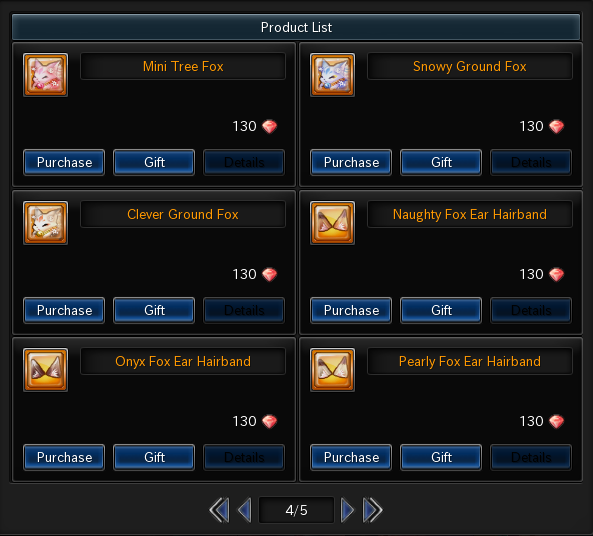 Product List
Mini Tree Fox
130
Purchase Gift Details
Snowy Ground Fox
130
Purchase Gift Details
Clever Ground Fox
130
Purchase Gift Details
Naughty Fox Ear Hairband
130
Purchase Gift Details
Onyx Fox Ear Hairband
130
Purchase Gift Details
Pearly Fox Ear Hairband
130
Purchase Gift Details
4/5